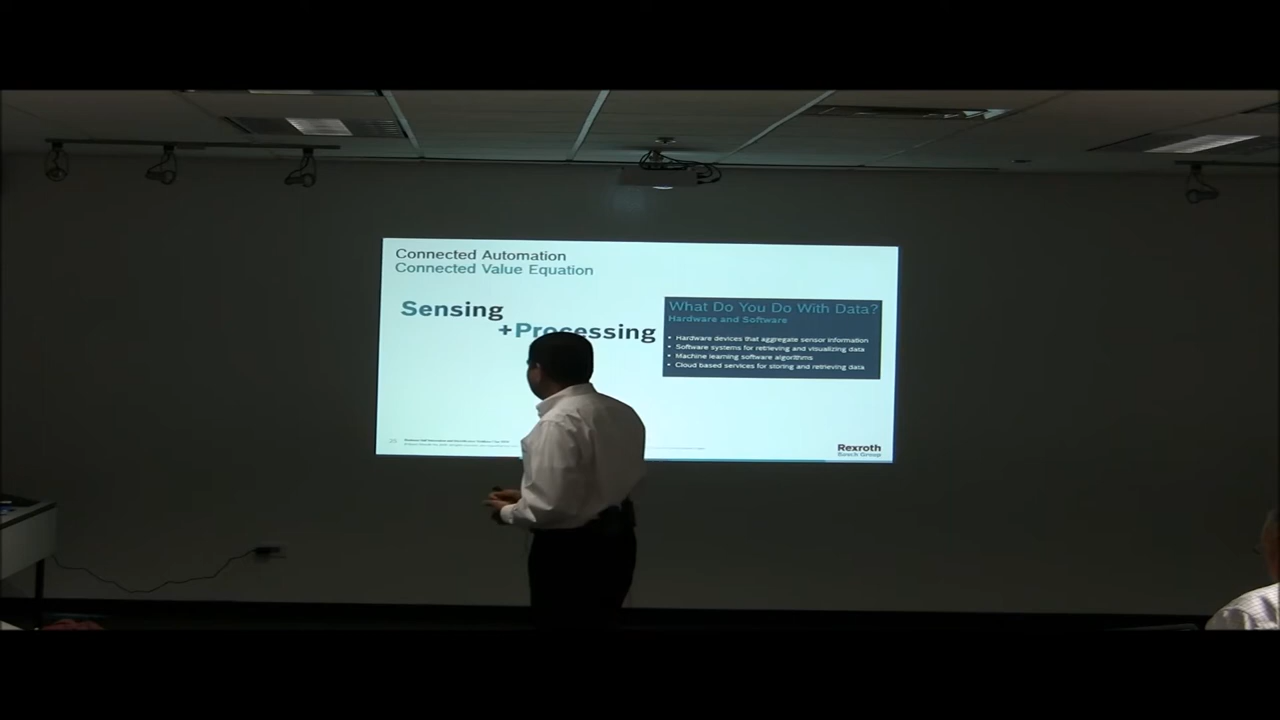 Connected Automation
Connected Value Equation
Sensing
+Processing
What Do You Do With Data?
Hardware and Software
• Hardware devices that aggregate sensor information
• Software systems for retrieving and visualizing data
• Machine learning software algorithms
• Cloud based services for storing and retrieving data
Rexroth
Bosch Group